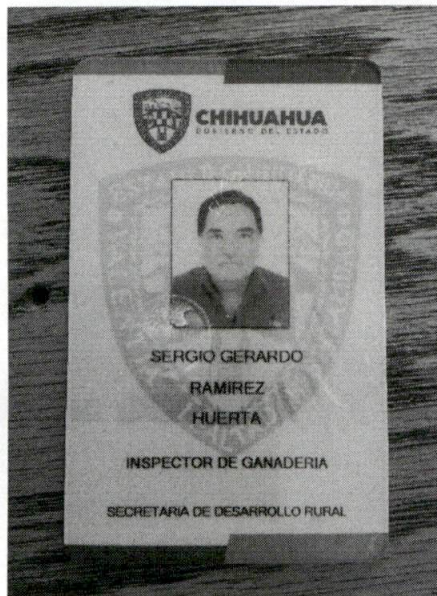 CHIHUAHUA
GOBIERNO DEL ESTADO
SERGIO GERARDO
RAMIREZ
HUERTA
INSPECTOR DE GANADERIA
SECRETARIA DE DESARROLLO RURAL